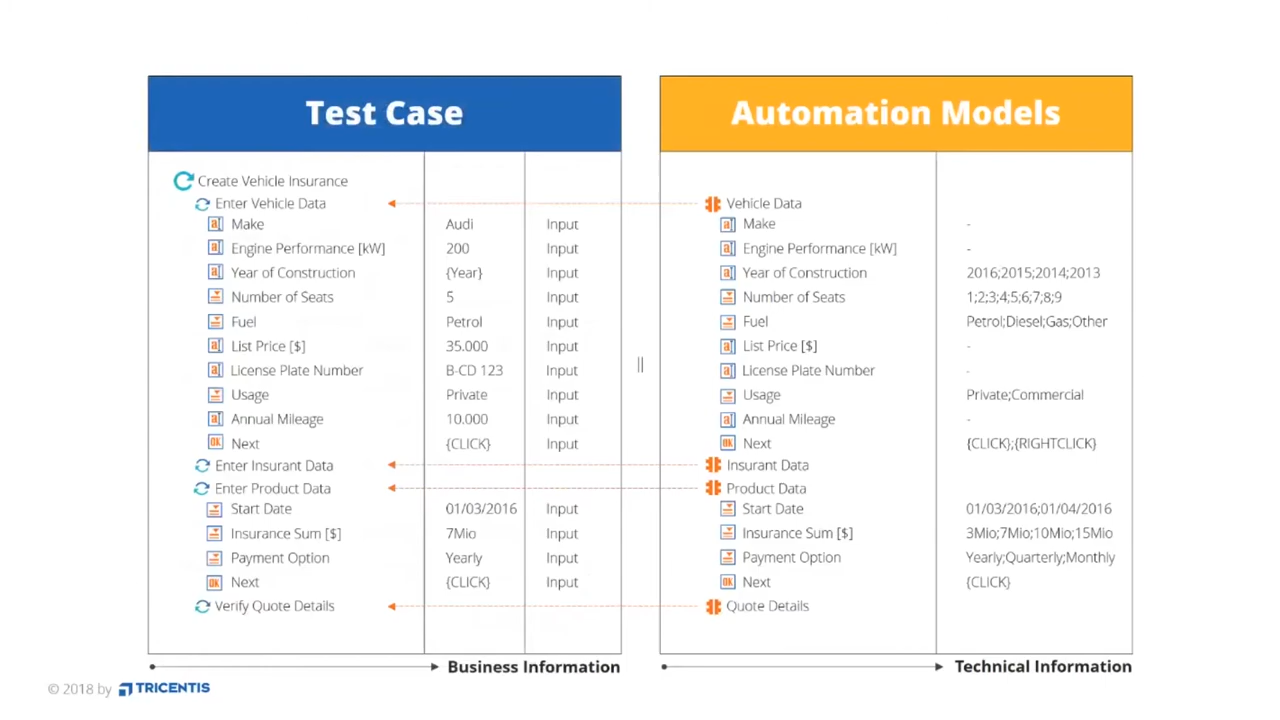 Test Case
Create Vehicle Insurance
Enter Vehicle Data
Make Audi Input
Engine Performance [kW] 200 Input
Year of Construction {Year} Input
Number of Seats 5 Input
Fuel Petrol Input
List Price [$] 35.000 Input
License Plate Number B-CD 123 Input
Usage Private Input
Annual Mileage 10.000 Input
OK Next {CLICK} Input
Enter Insurant Data
Enter Product Data
Start Date 01/03/2016 Input
Insurance Sum [$] 7Mio Input
Payment Option Yearly Input
OK Next {CLICK} Input
Verify Quote Details
Business Information
Automation Models
Vehicle Data
Make -
Engine Performance [kW] -
Year of Construction 2016;2015;2014;2013
Number of Seats 1;2;3;4;5;6;7;8;9
Fuel Petrol;Diesel;Gas;Other
List Price [$] -
License Plate Number -
Usage Private;Commercial
Annual Mileage -
OK Next {CLICK};{RIGHTCLICK}
Insurant Data
Product Data
Start Date 01/03/2016;01/04/2016
Insurance Sum [$] 3Mio;7Mio;10Mio;15Mio
Payment Option Yearly;Quarterly;Monthly
OK Next {CLICK}
Quote Details
Technical Information
© 2018 by TRICENTIS